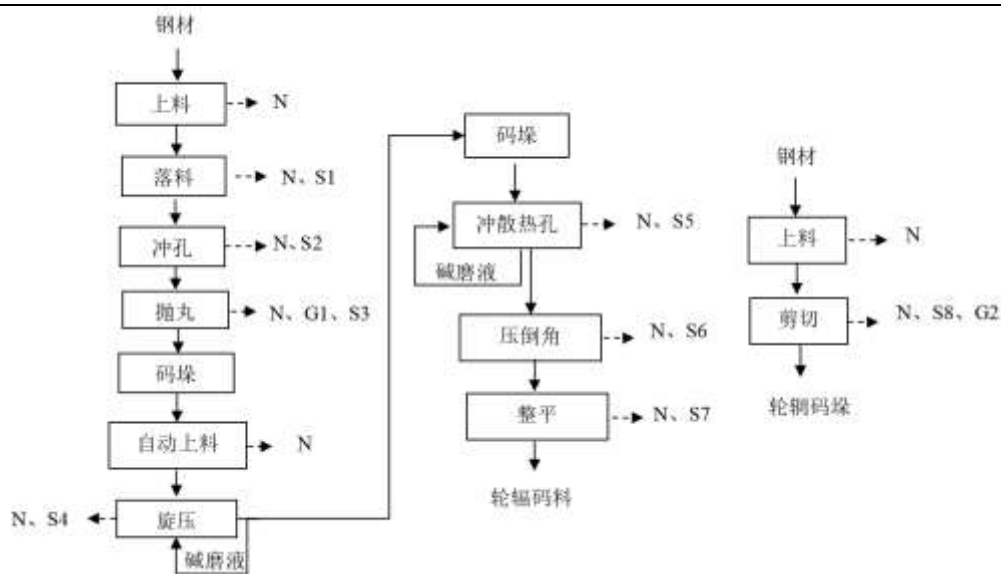 钢材
上料
N
落料
N、S1
冲孔
N、S2
抛丸
N、G1、S3
码垛
自动上料
N
旋压
N、S4
碱磨液
码垛
冲散热孔
N、S5
碱磨液
压倒角
N、S6
整平
N、S7
轮辐码料
钢材
上料
N
剪切
N、S8、G2
轮辋码垛